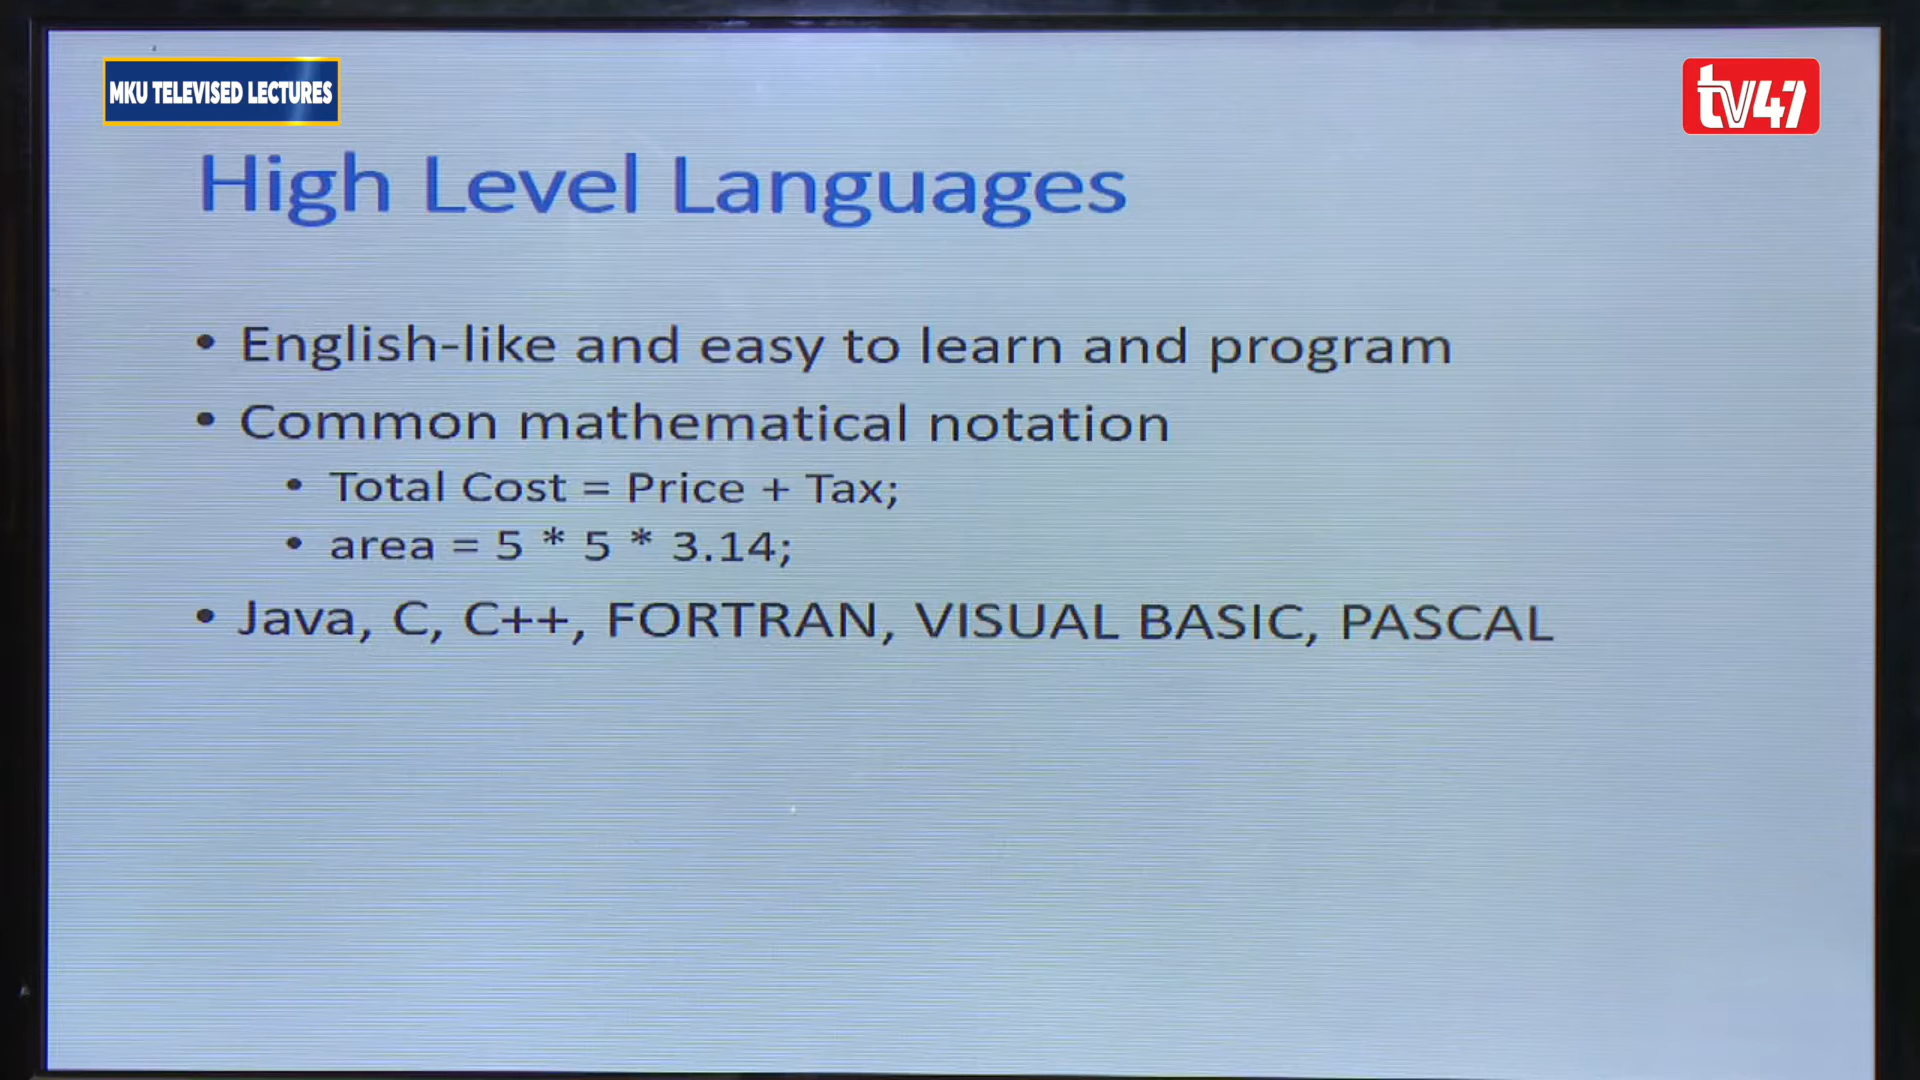 MKU TELEVISED LECTURES
tv47
High Level Languages
• English-like and easy to learn and program
• Common mathematical notation
• Total Cost = Price + Tax;
• area = 5 * 5 * 3.14;
• Java, C, C++, FORTRAN, VISUAL BASIC, PASCAL